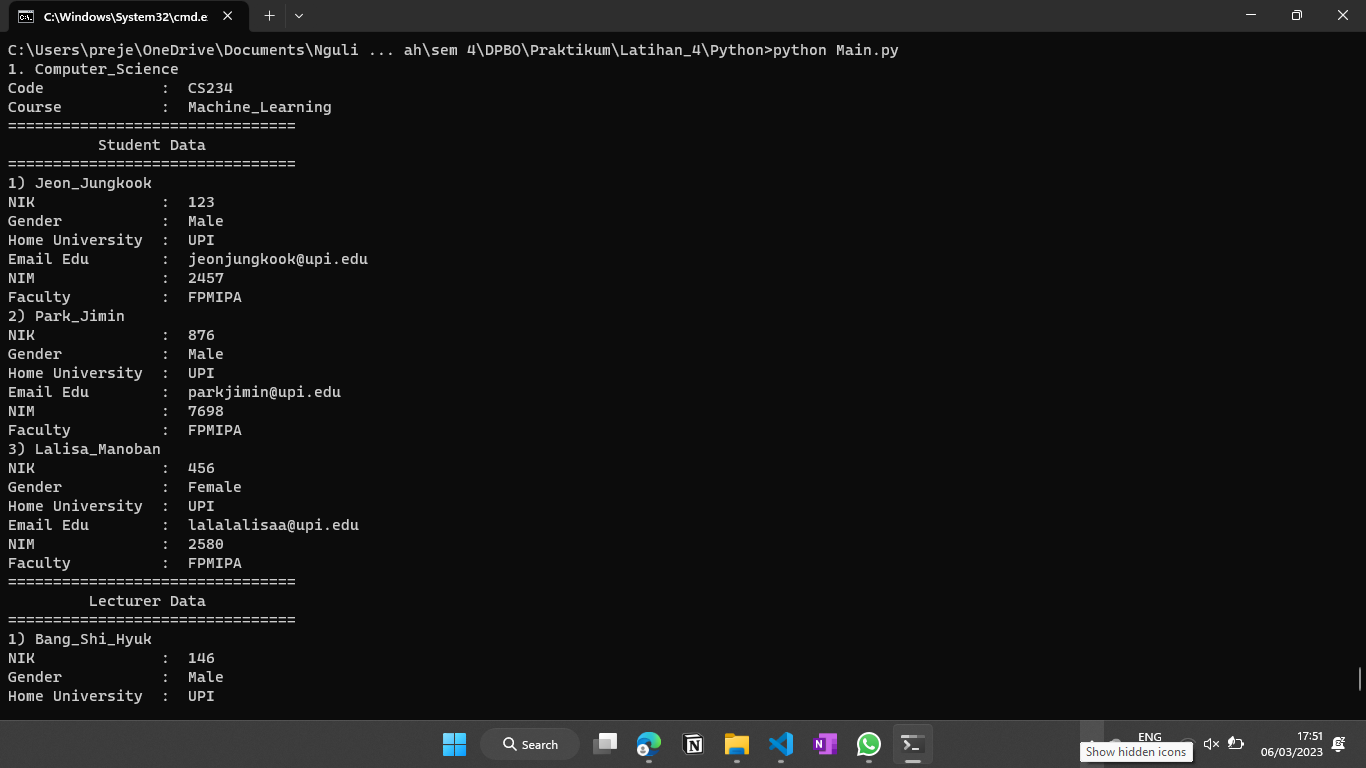 C:\Windows\System32\cmd.e
C:\Users\preje\OneDrive\Documents\Nguli ... ah\sem 4\DPBO\Praktikum\Latihan_4\Python>python Main.py
1. Computer_Science
Code : CS234
Course : Machine_Learning
================================
Student Data
================================
1) Jeon_Jungkook
NIK : 123
Gender : Male
Home University : UPI
Email Edu : jeonjungkook@upi.edu
NIM : 2457
Faculty : FPMIPA
2) Park_Jimin
NIK : 876
Gender : Male
Home University : UPI
Email Edu : parkjimin@upi.edu
NIM : 7698
Faculty : FPMIPA
3) Lalisa_Manoban
NIK : 456
Gender : Female
Home University : UPI
Email Edu : lalalalisaa@upi.edu
NIM : 2580
Faculty : FPMIPA
================================
Lecturer Data
================================
1) Bang_Shi_Hyuk
NIK : 146
Gender : Male
Home University : UPI
Search
ENG
Show hidden icons
17:51
06/03/2023